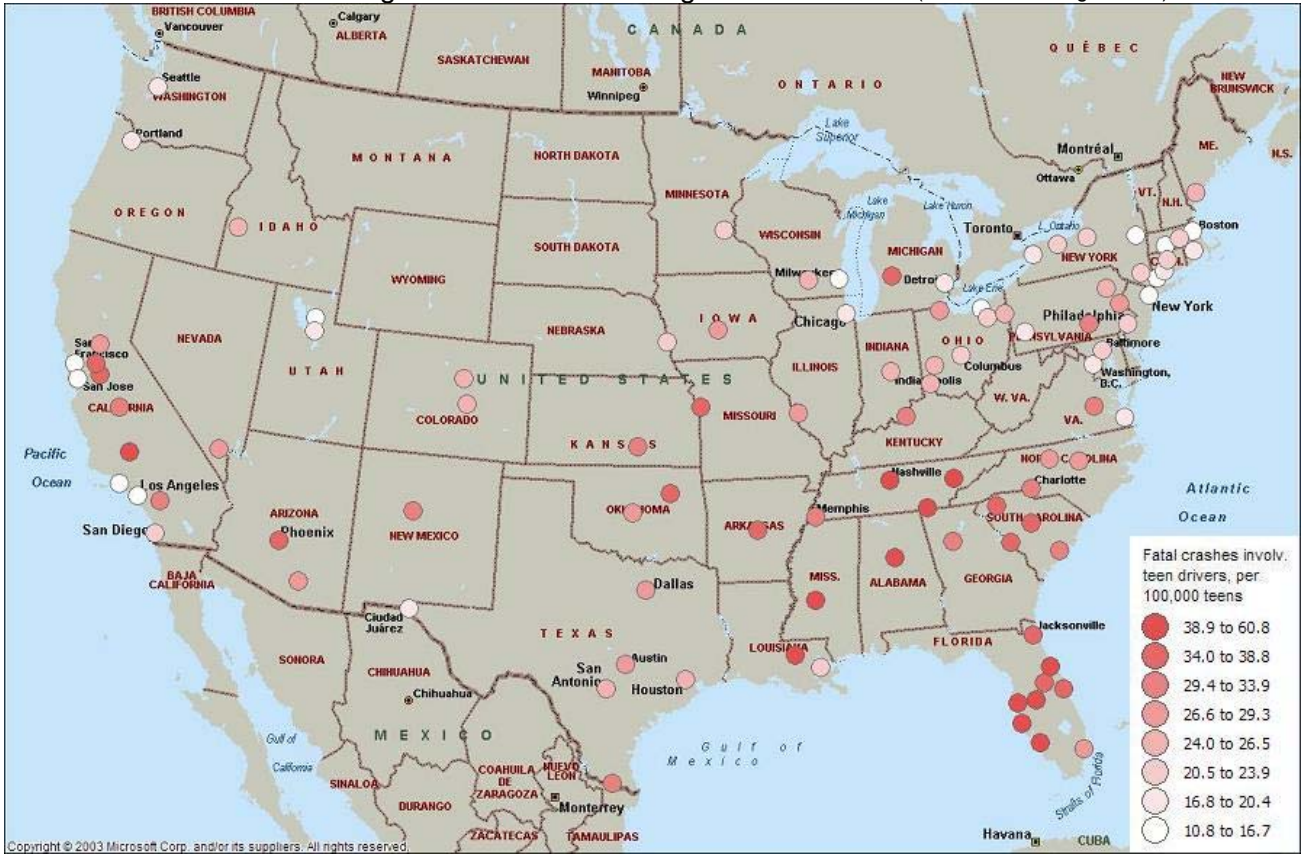 BRITISH COLUMBIA
Vancouver
Calgary
ALBERTA
SASKATCHEWAN
MANITOBA
Winnipeg
CANADA
ONTARIO
QUÉBEC
NEW
BRUNSWICK
N.S.
Lake
Superior
Montréal
Ottawa
ME.
VT.
N.H.
Seattle
WASHINGTON
Portland
OREGON
IDAHO
MONTANA
NORTH DAKOTA
SOUTH DAKOTA
MINNESOTA
WISCONSIN
Lake
Michigan
Lake Huron
MICHIGAN
Toronto
L. Ontario
Boston
NEW YORK
WYOMING
NEBRASKA
IOWA
Chicago
Lake Erie
New York
Philadelphia
PENNSYLVANIA
NEVADA
UTAH
San
Francisco
San Jose
CALIFORNIA
COLORADO
UNITED STATES
KANSAS
MISSOURI
ILLINOIS
INDIANA
OHIO
Columbus
Baltimore
Washington,
D.C.
W. VA.
VA.
KENTUCKY
Pacific
Ocean
Los Angeles
San Diego
BAJA
CALIFORNIA
ARIZONA
Phoenix
NEW MEXICO
OKLAHOMA
ARKANSAS
Memphis
Nashville
NORTH CAROLINA
Charlotte
SOUTH CAROLINA
Atlantic
Ocean
MISS.
ALABAMA
GEORGIA
Dallas
TEXAS
Ciudad
Juárez
SONORA
CHIHUAHUA
Chihuahua
Austin
San
Antonio
Houston
LOUISIANA
FLORIDA
Jacksonville
Gulf of
California
MEXICO
Gulf of
Mexico
SINALOA
DURANGO
COAHUILA
DE
ZARAGOZA
NUEVO
LEÓN
Monterrey
ZACATECAS
TAMAULIPAS
Straits of Florida
Havana
CUBA
Fatal crashes involv.
teen drivers, per
100,000 teens
38.9 to 60.8
34.0 to 38.8
29.4 to 33.9
26.6 to 29.3
24.0 to 26.5
20.5 to 23.9
16.8 to 20.4
10.8 to 16.7
Copyright © 2003 Microsoft Corp. and/or its suppliers. All rights reserved.